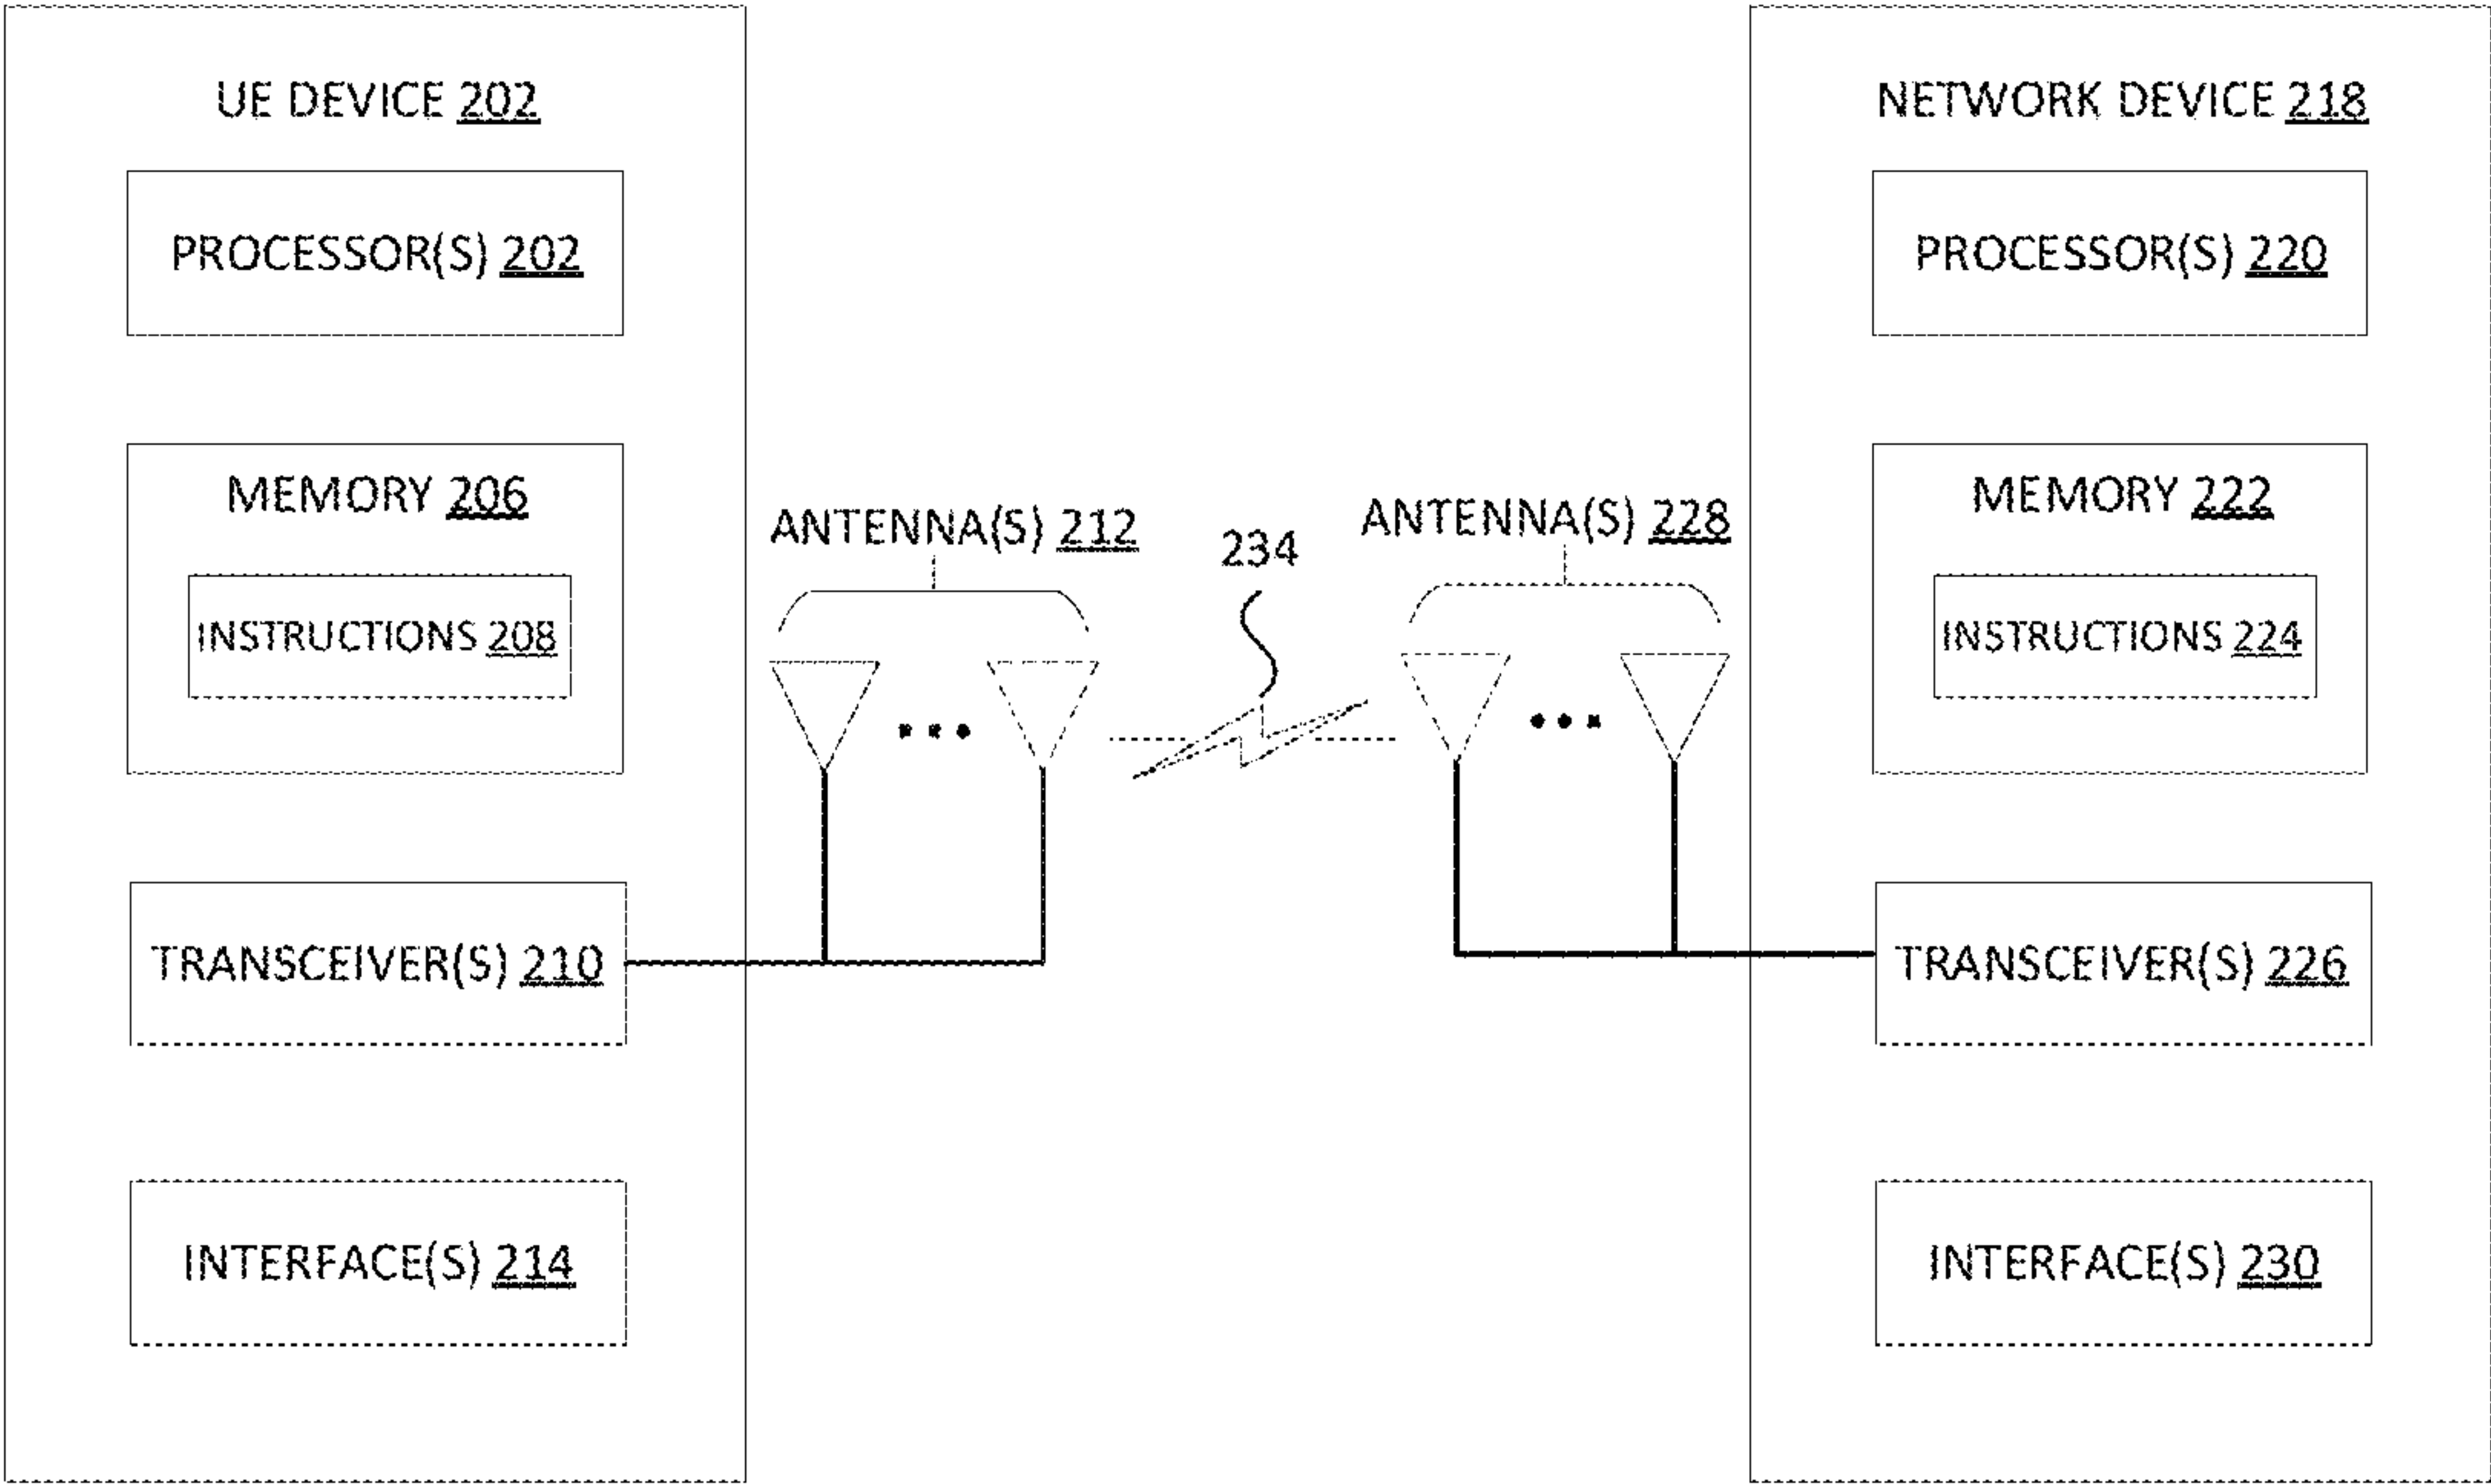 UE DEVICE 202
PROCESSOR(S) 202
MEMORY 206
INSTRUCTIONS 208
TRANSCEIVER(S) 210
INTERFACE(S) 214
ANTENNA(S) 212
234
ANTENNA(S) 228
NETWORK DEVICE 218
PROCESSOR(S) 220
MEMORY 222
INSTRUCTIONS 224
TRANSCEIVER(S) 226
INTERFACE(S) 230